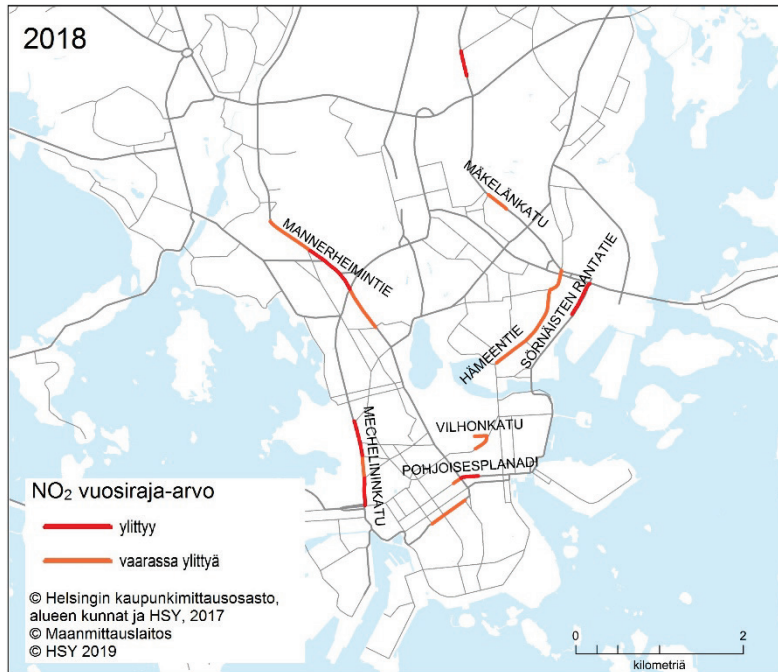 2018
MÄKELÄNKATU
MANNERHEIMINTIE
SÖRNÄISTEN RANTATIE
HÄMEENTIE
VILHONKATU
MECHELININKATU
POHJOISESPLANADI
NO₂ vuosiraja-arvo
ylittyy
vaarassa ylittyä
© Helsingin kaupunkimittausosasto,
alueen kunnat ja HSY, 2017
© Maanmittauslaitos
© HSY 2019
0 2
kilometriä